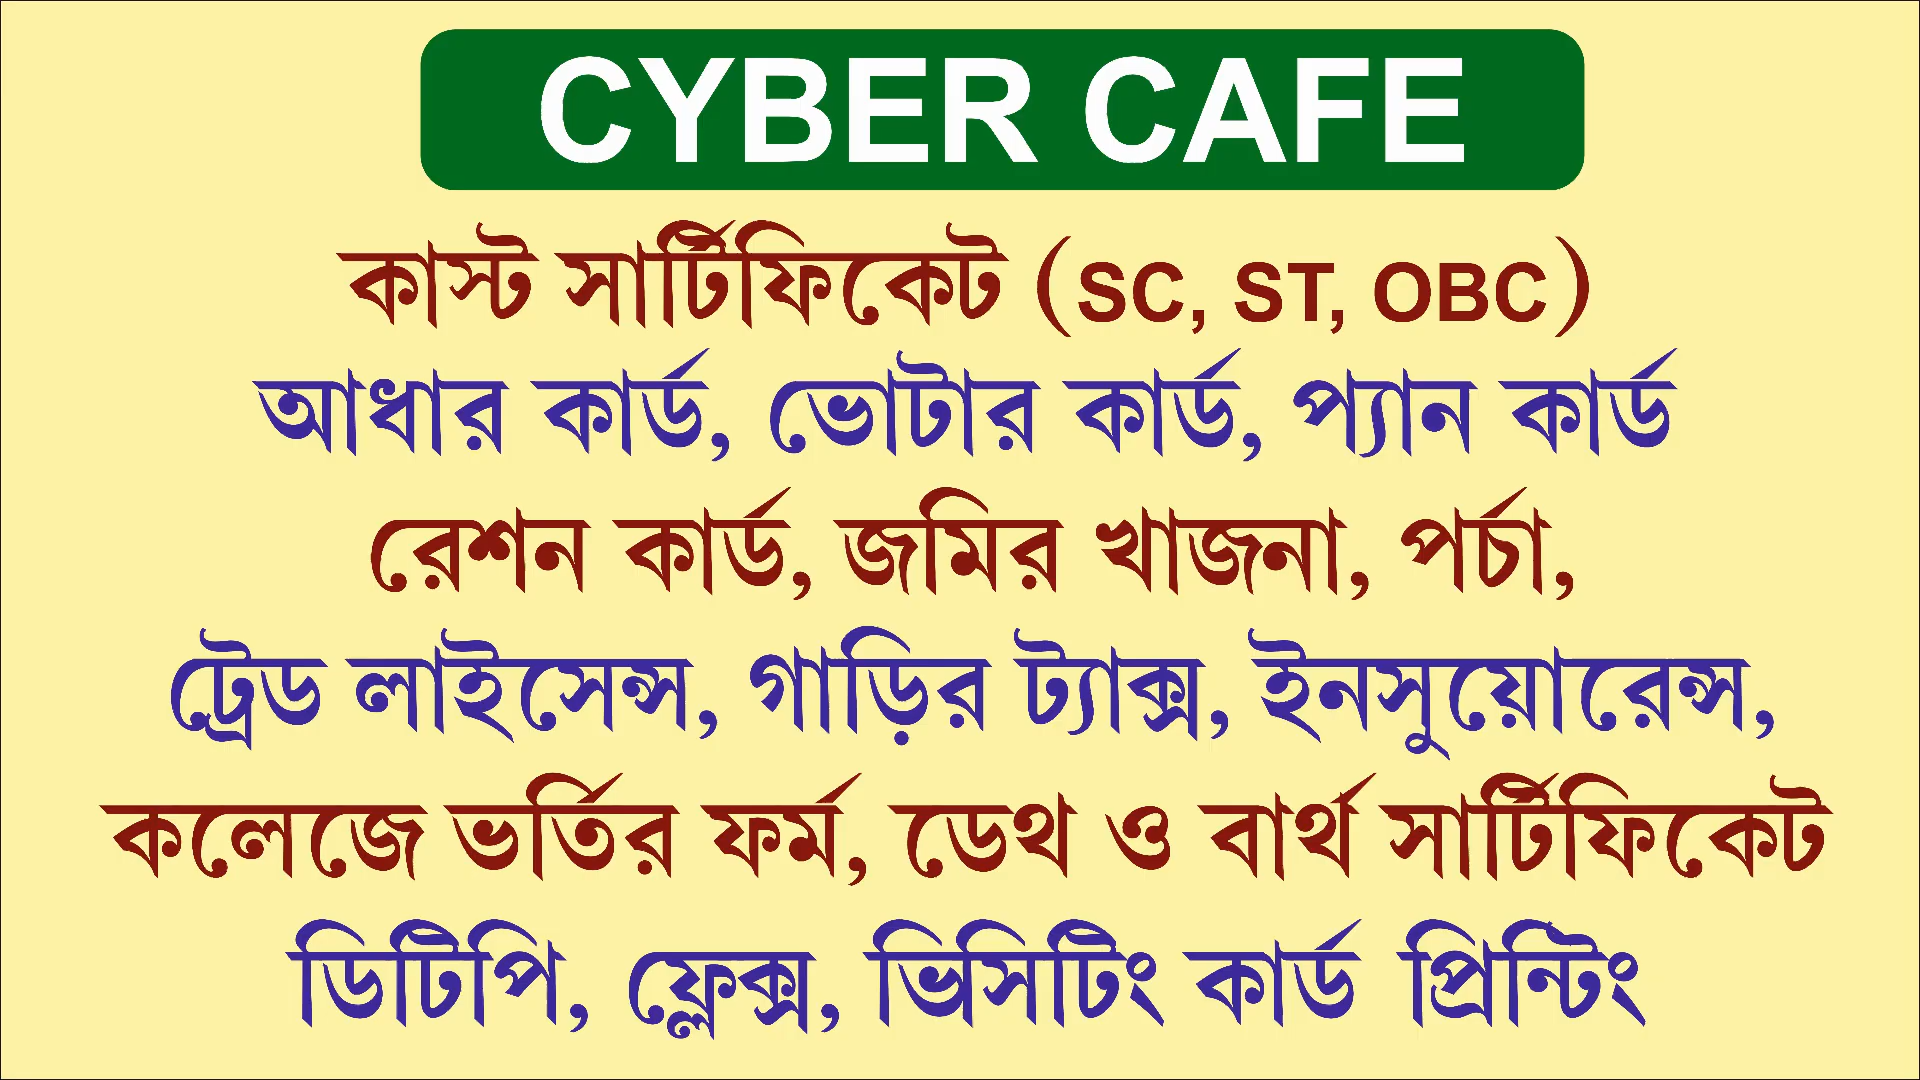 CYBER CAFE
কাস্ট সার্টিফিকেট (SC, ST, OBC)
আধার কার্ড, ভোটার কার্ড, প্যান কার্ড
রেশন কার্ড, জমির খাজনা, পর্চা,
ট্রেড লাইসেন্স, গাড়ির ট্যাক্স, ইনসুয়োরেন্স,
কলেজে ভর্তির ফর্ম, ডেথ ও বার্থ সার্টিফিকেট
ডিটিপি, ফ্লেক্স, ভিসিটিং কার্ড প্রিন্টিং